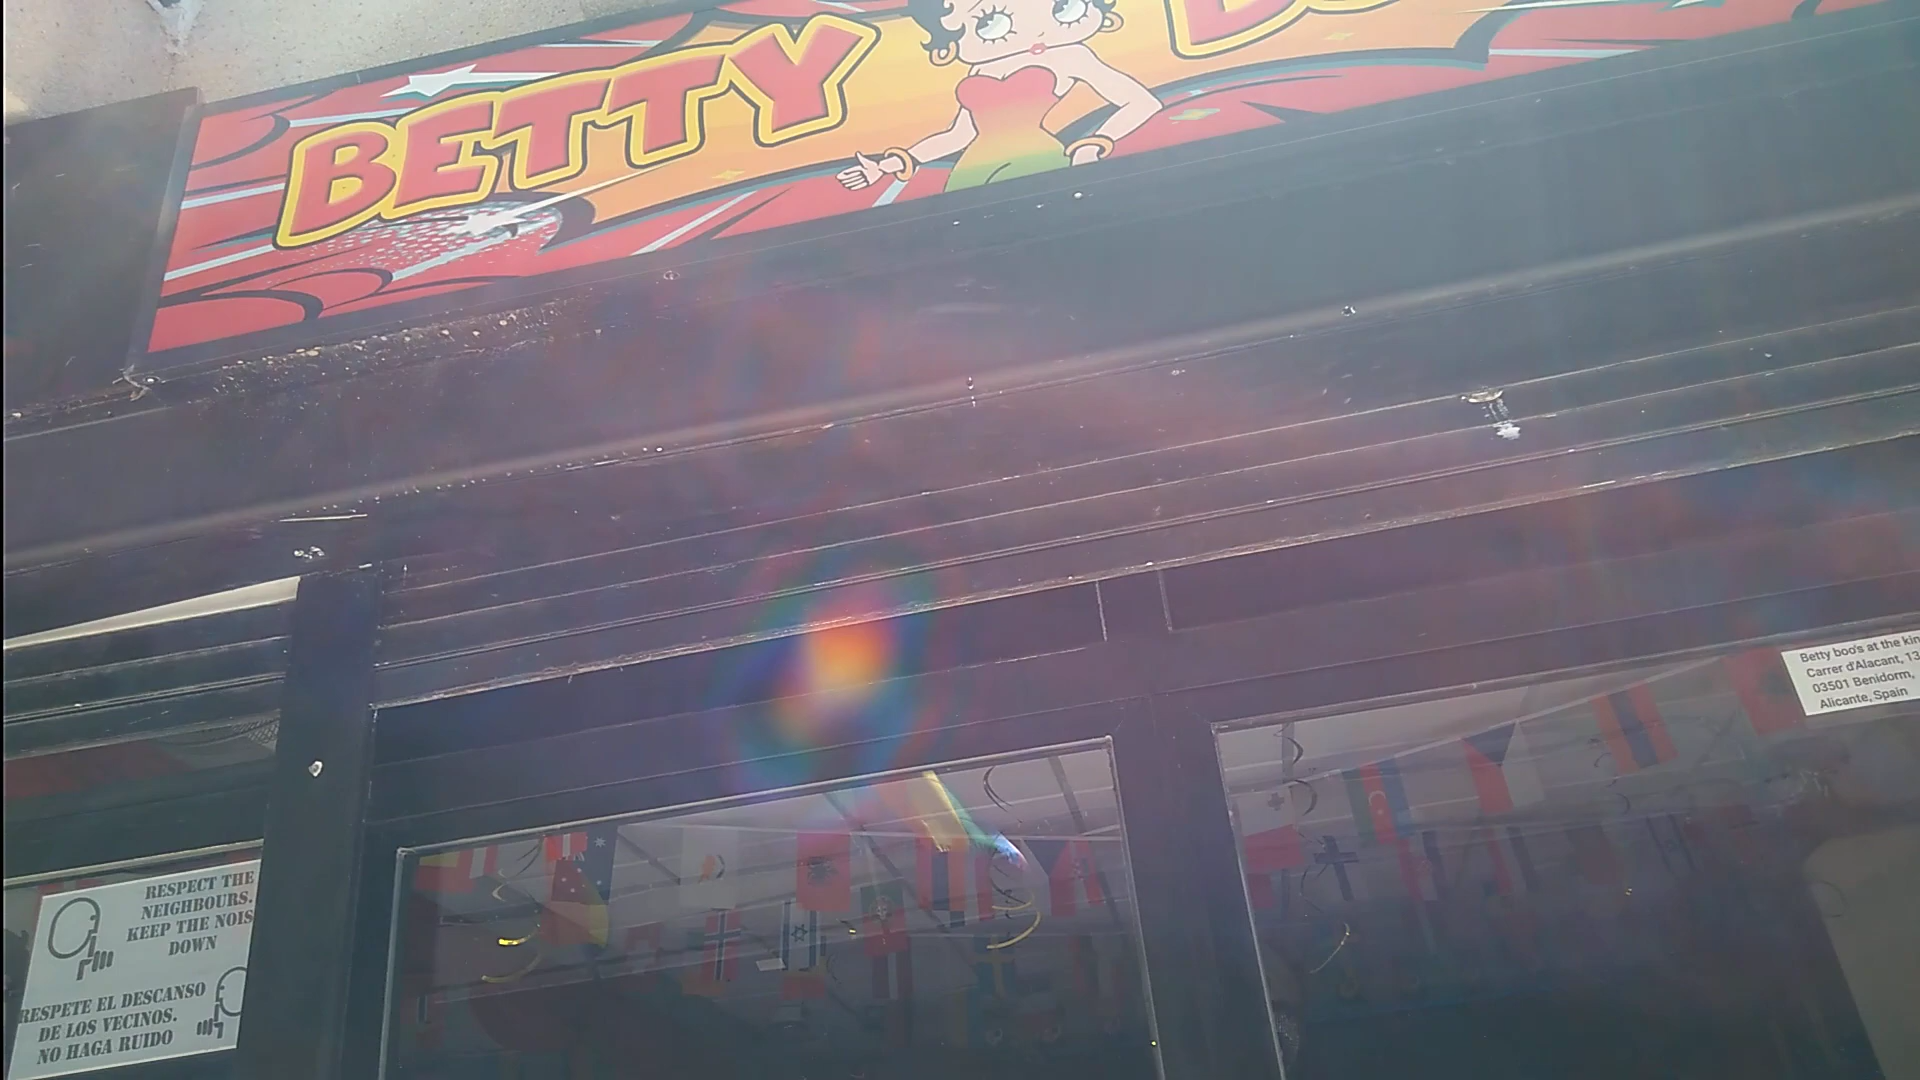 BETTY
Betty boo's at the kin
Carrer d'Alacant, 13
03501 Benidorm,
Alicante, Spain
RESPECT THE
NEIGHBOURS.
KEEP THE NOIS
DOWN
RESPETE EL DESCANSO
DE LOS VECINOS.
NO HAGA RUIDO